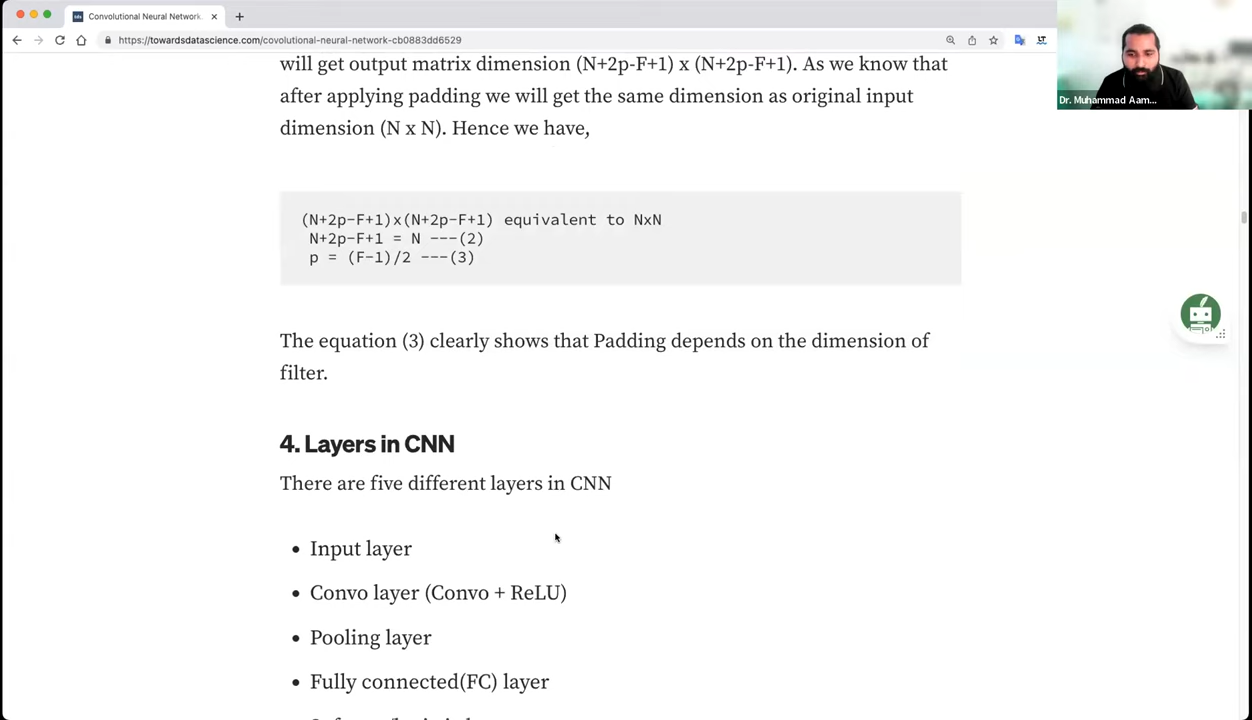 Convolutional Neural Network.
https://towardsdatascience.com/covolutional-neural-network-cb0883dd6529
will get output matrix dimension (N+2p-F+1) x (N+2p-F+1). As we know that
after applying padding we will get the same dimension as original input
dimension (N x N). Hence we have,
(N+2p-F+1)x(N+2p-F+1) equivalent to NxN
N+2p-F+1 = N ---(2)
p = (F-1)/2 ---(3)
The equation (3) clearly shows that Padding depends on the dimension of
filter.
4. Layers in CNN
There are five different layers in CNN
• Input layer
• Convo layer (Convo + ReLU)
• Pooling layer
• Fully connected(FC) layer
Dr. Muhammad Aam...
LT